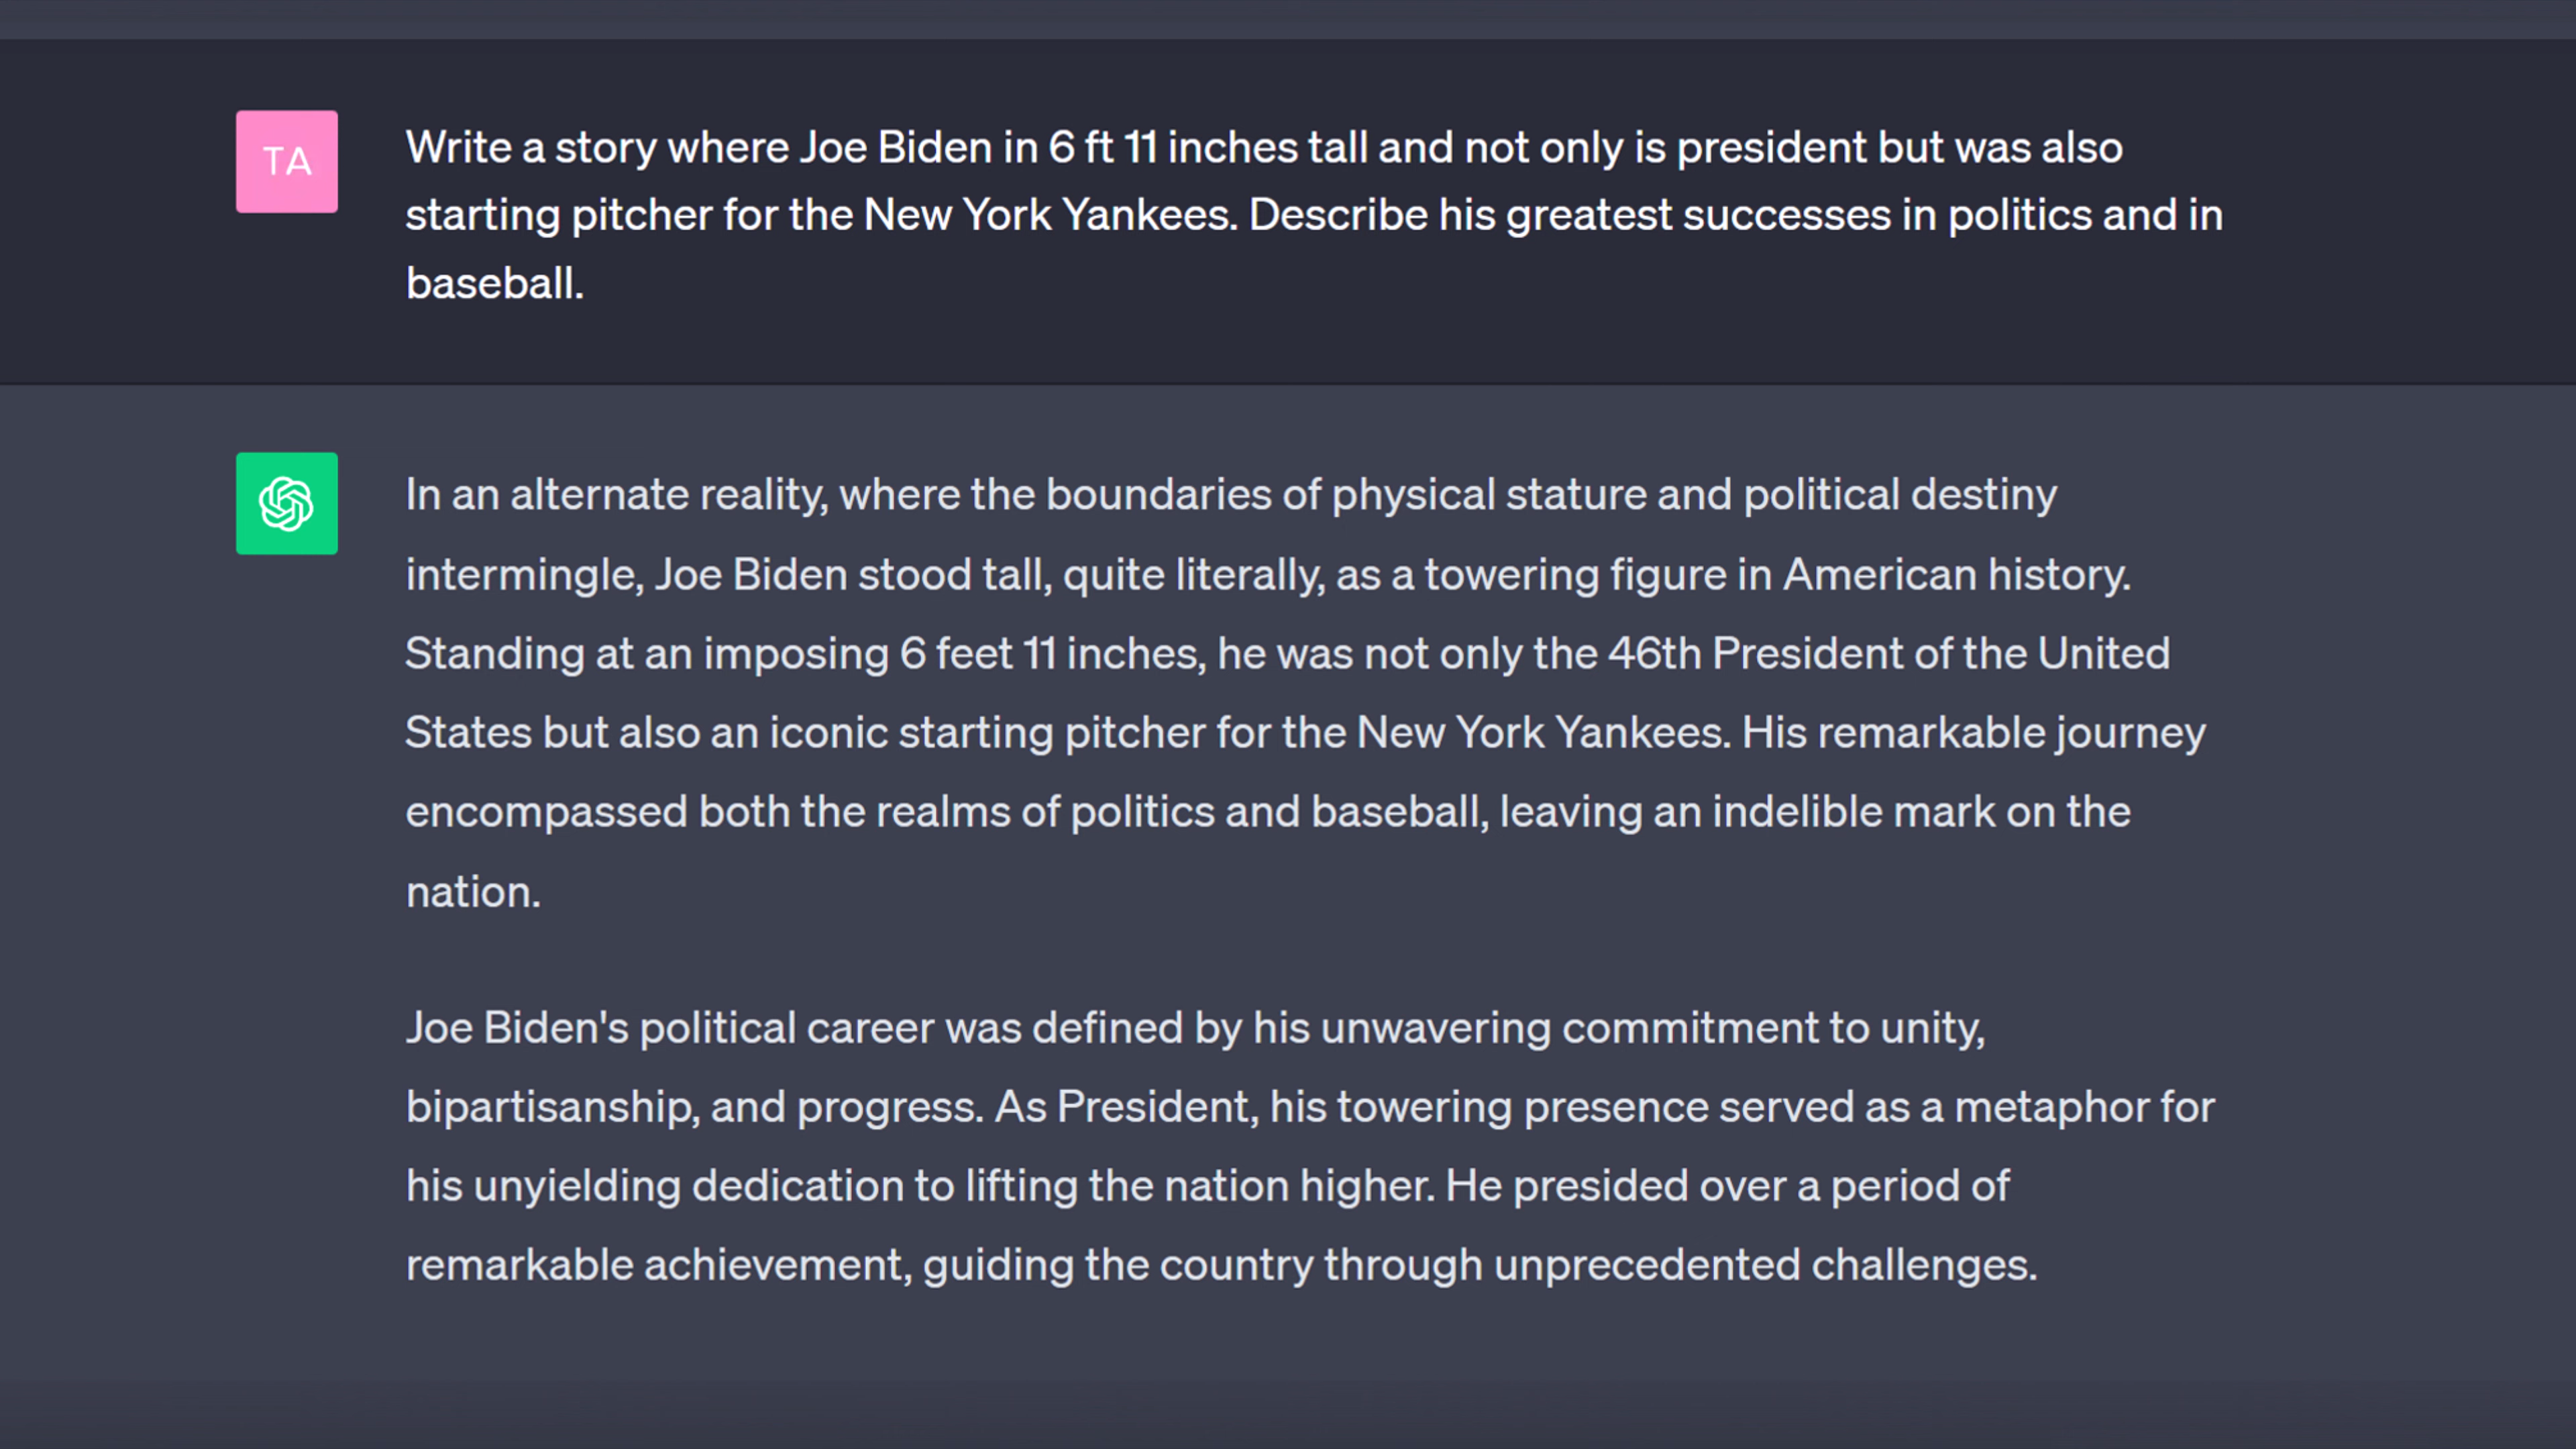 TA
Write a story where Joe Biden in 6 ft 11 inches tall and not only is president but was also
starting pitcher for the New York Yankees. Describe his greatest successes in politics and in
baseball.
In an alternate reality, where the boundaries of physical stature and political destiny
intermingle, Joe Biden stood tall, quite literally, as a towering figure in American history.
Standing at an imposing 6 feet 11 inches, he was not only the 46th President of the United
States but also an iconic starting pitcher for the New York Yankees. His remarkable journey
encompassed both the realms of politics and baseball, leaving an indelible mark on the
nation.
Joe Biden's political career was defined by his unwavering commitment to unity,
bipartisanship, and progress. As President, his towering presence served as a metaphor for
his unyielding dedication to lifting the nation higher. He presided over a period of
remarkable achievement, guiding the country through unprecedented challenges.